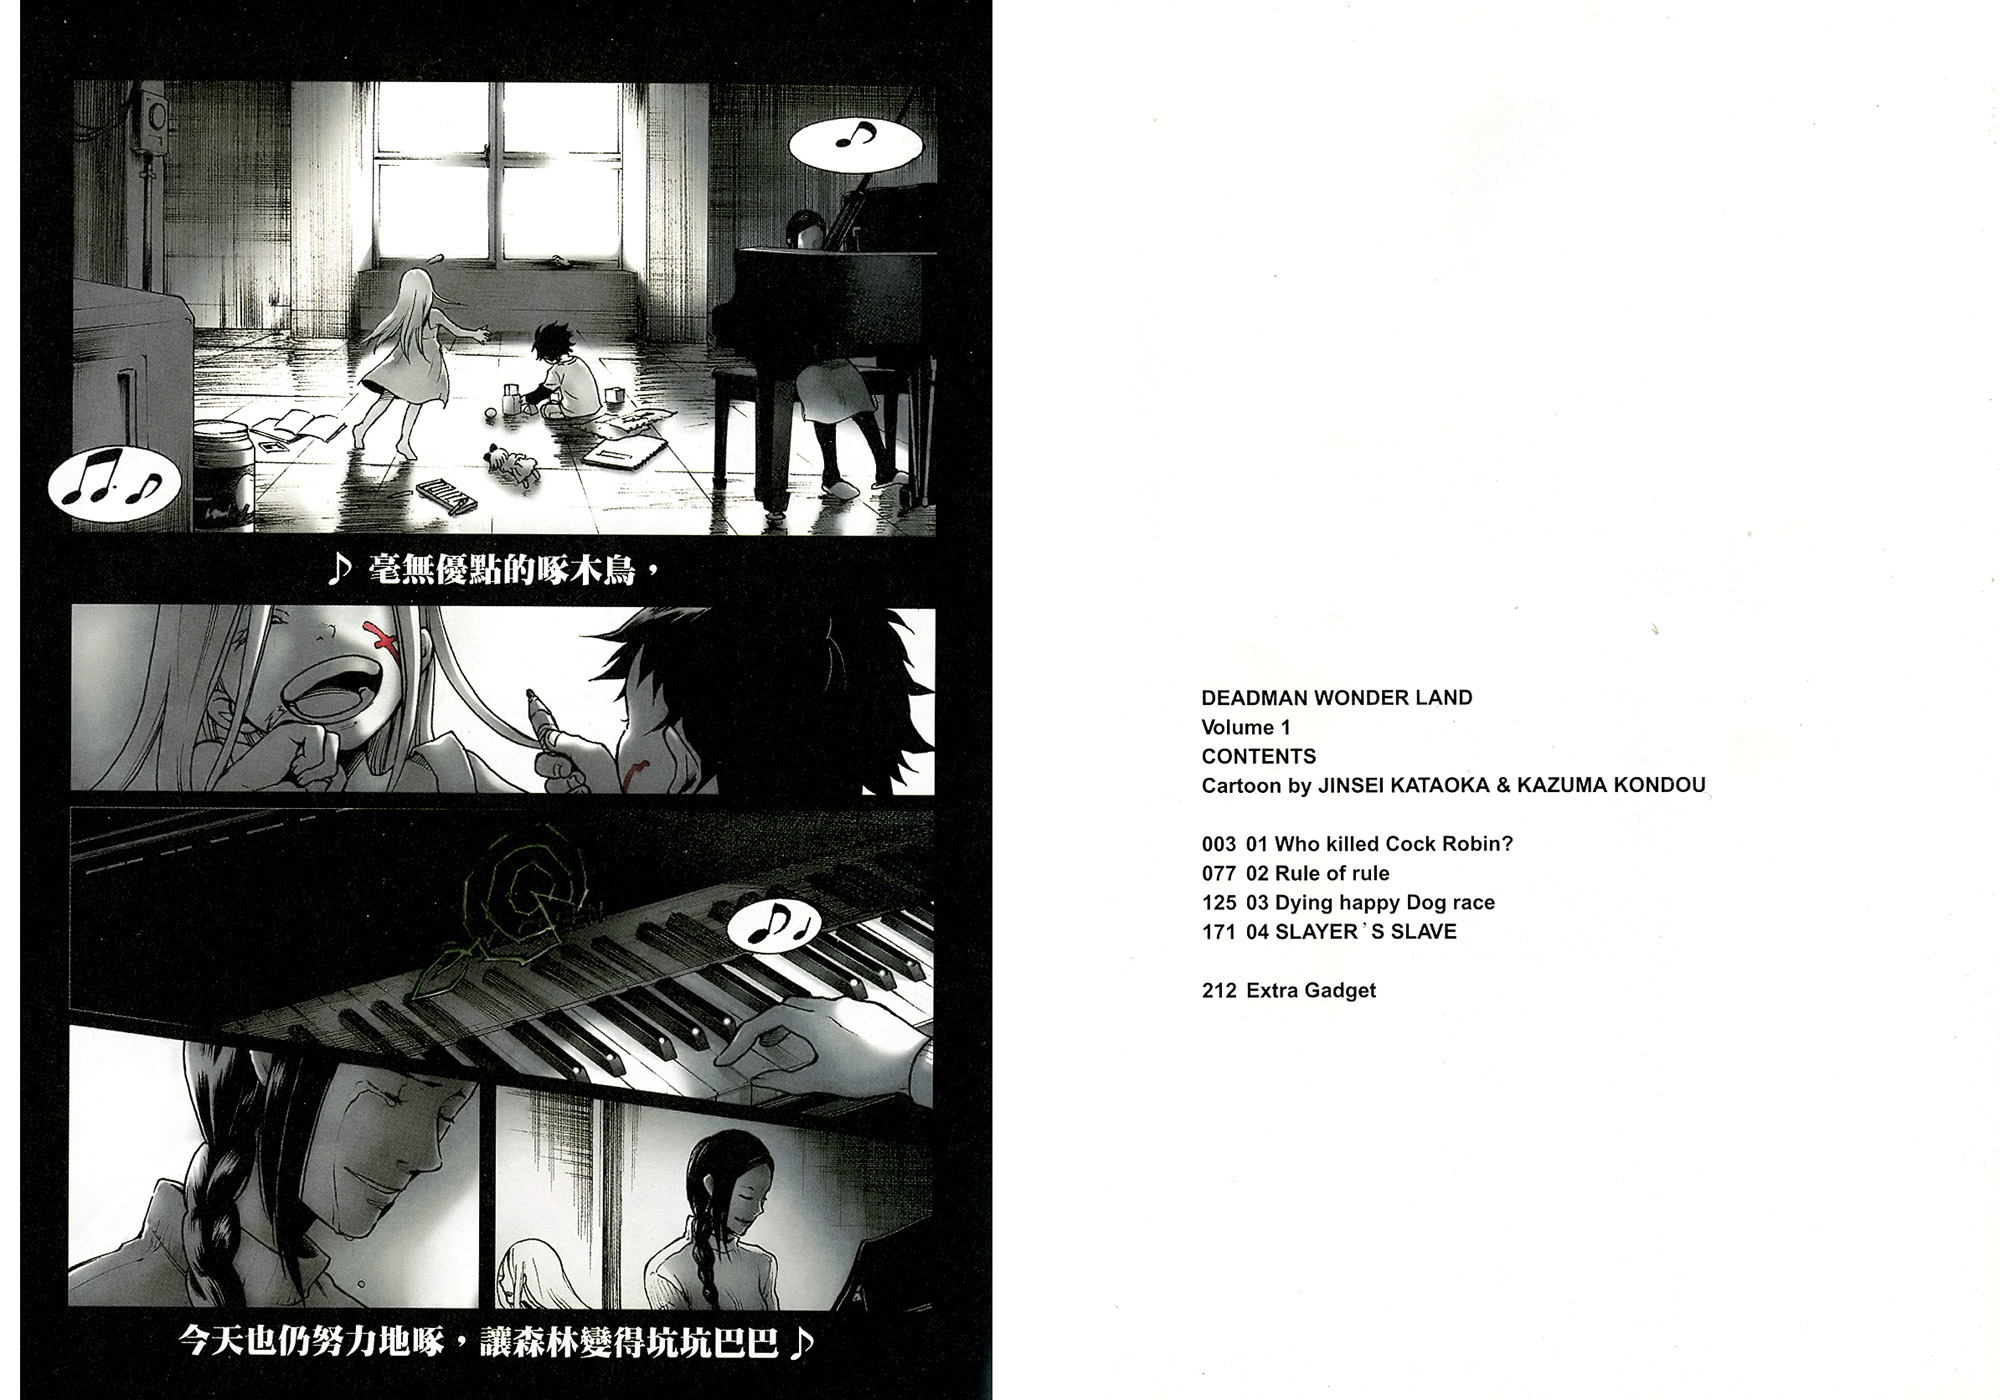 ♪毫無優點的啄木鳥，
今天也仍努力地啄，讓森林變得坑坑巴巴♪
DEADMAN WONDER LAND
Volume 1
CONTENTS
Cartoon by JINSEI KATAOKA & KAZUMA KONDOU
003 01 Who killed Cock Robin?
077 02 Rule of rule
125 03 Dying happy Dog race
171 04 SLAYER'S SLAVE
212 Extra Gadget